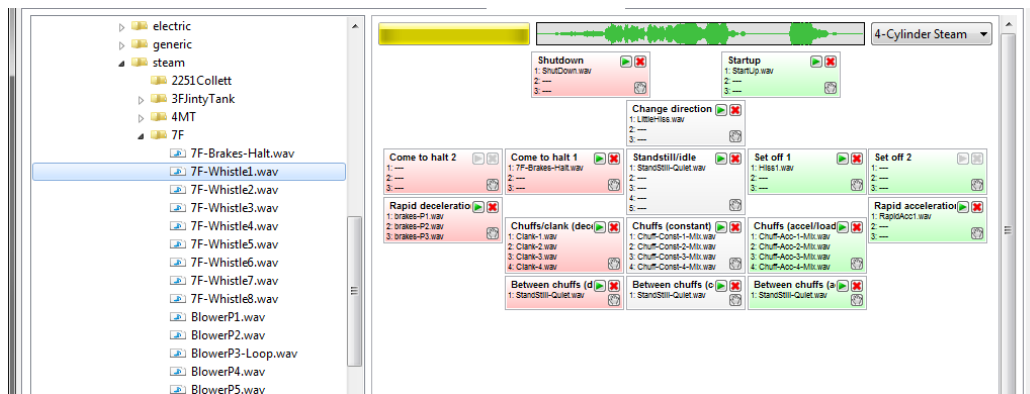 electric
generic
steam
2251Collett
3FJintyTank
4MT
7F
7F-Brakes-Halt.wav
7F-Whistle1.wav
7F-Whistle2.wav
7F-Whistle3.wav
7F-Whistle4.wav
7F-Whistle5.wav
7F-Whistle6.wav
7F-Whistle7.wav
7F-Whistle8.wav
BlowerP1.wav
BlowerP2.wav
BlowerP3-Loop.wav
BlowerP4.wav
BlowerP5.wav
4-Cylinder Steam
Shutdown
1: ShutDown.wav
2: ---
3: ---
Startup
1: StartUp.wav
2: ---
3: ---
Change direction
1: LittleHiss.wav
2: ---
3: ---
Come to halt 2
1: ---
2: ---
3: ---
Come to halt 1
1: 7F-Brakes-Halt.wav
2: ---
3: ---
Standstill/idle
1: StandStill-Quiet.wav
2: ---
3: ---
4: ---
5: ---
Set off 1
1: Hiss1.wav
2: ---
3: ---
Set off 2
1: ---
2: ---
3: ---
Rapid deceleratio
1: brakes-P1.wav
2: brakes-P2.wav
3: brakes-P3.wav
Chuffs/clank (dece
1: Clank-1.wav
2: Clank-2.wav
3: Clank-3.wav
4: Clank-4.wav
Chuffs (constant)
1: Chuff-Const-1-Mix.wav
2: Chuff-Const-2-Mix.wav
3: Chuff-Const-3-Mix.wav
4: Chuff-Const-4-Mix.wav
Chuffs (accel/load
1: Chuff-Acc-1-Mix.wav
2: Chuff-Acc-2-Mix.wav
3: Chuff-Acc-3-Mix.wav
4: Chuff-Acc-4-Mix.wav
Rapid acceleration
1: RapidAcc1.wav
2: ---
3: ---
Between chuffs (d
1: StandStill-Quiet.wav
Between chuffs (c
1: StandStill-Quiet.wav
Between chuffs (a
1: StandStill-Quiet.wav